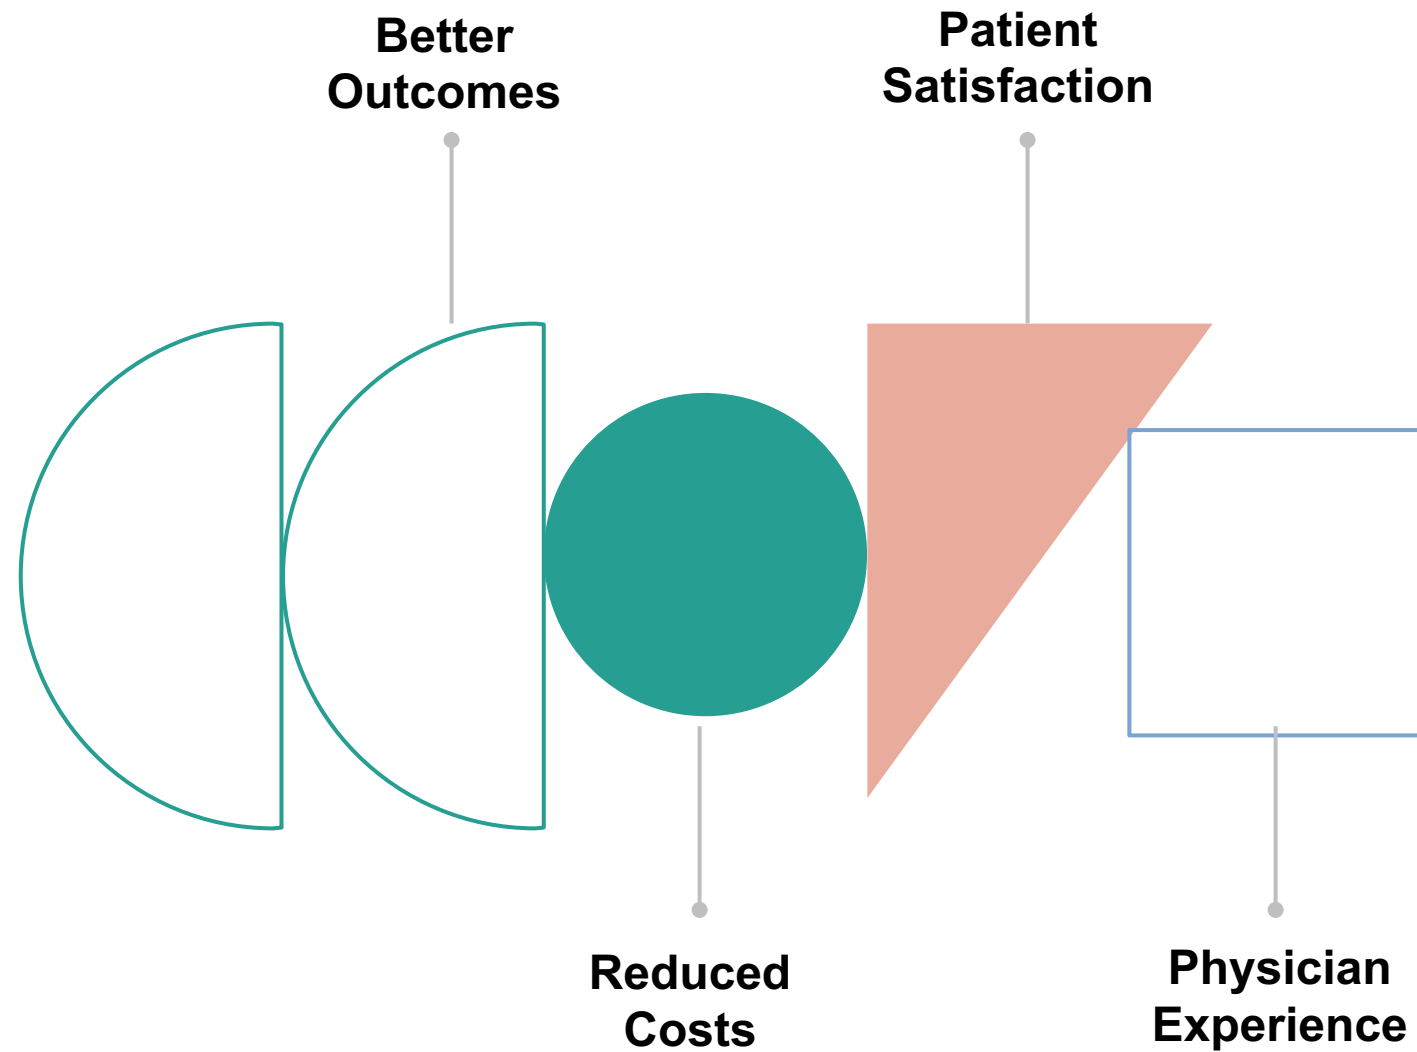 Better
Outcomes
Patient
Satisfaction
Reduced
Costs
Physician
Experience